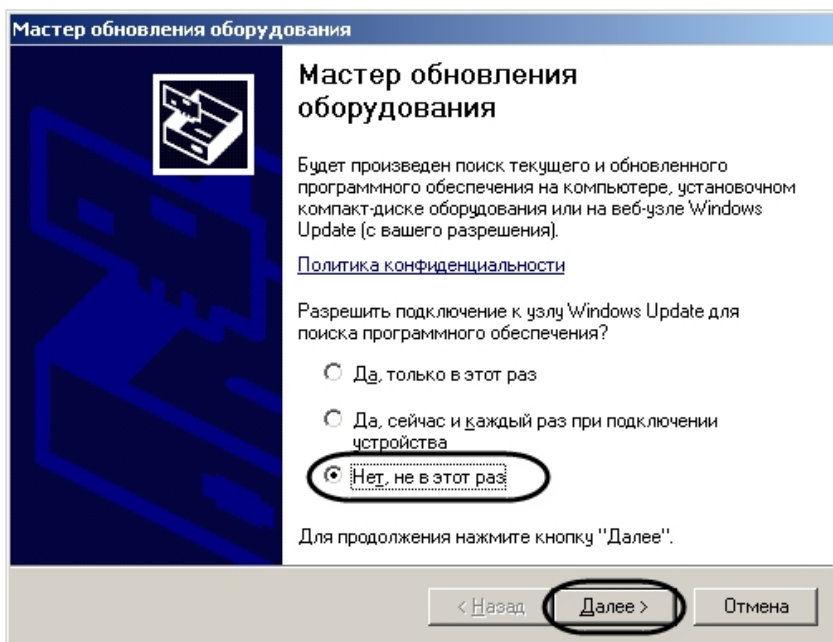 Мастер обновления оборудования
Мастер обновления
оборудования
Будет произведен поиск текущего и обновленного
программного обеспечения на компьютере, установочном
компакт-диске оборудования или на веб-узле Windows
Update (с вашего разрешения).
Политика конфиденциальности
Разрешить подключение к узлу Windows Update для
поиска программного обеспечения?
Да, только в этот раз
Да, сейчас и каждый раз при подключении
устройства
Нет, не в этот раз
Для продолжения нажмите кнопку "Далее".
< Назад Далее > Отмена